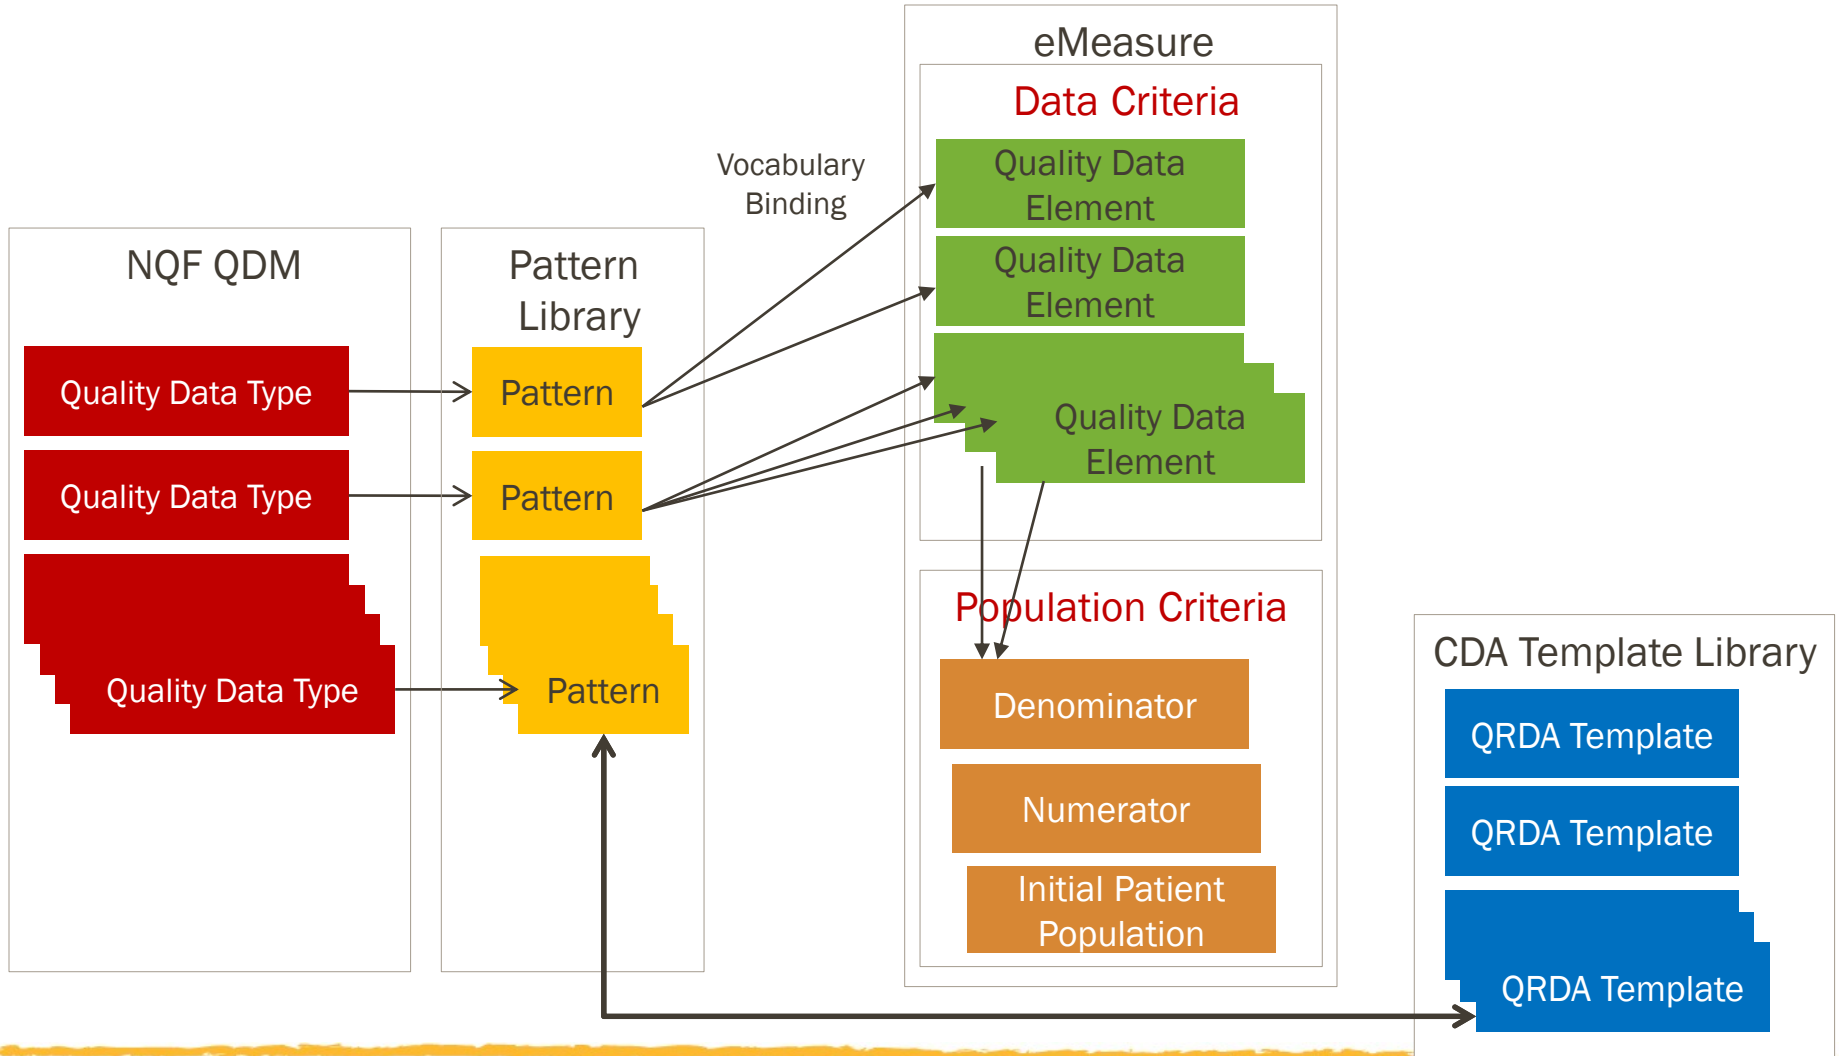 eMeasure
Data Criteria
Quality Data
Element
Quality Data
Element
Quality Data
Element
Vocabulary
Binding
NQF QDM
Quality Data Type
Quality Data Type
Quality Data Type
Pattern
Library
Pattern
Pattern
Pattern
Population Criteria
Denominator
Numerator
Initial Patient
Population
CDA Template Library
QRDA Template
QRDA Template
QRDA Template